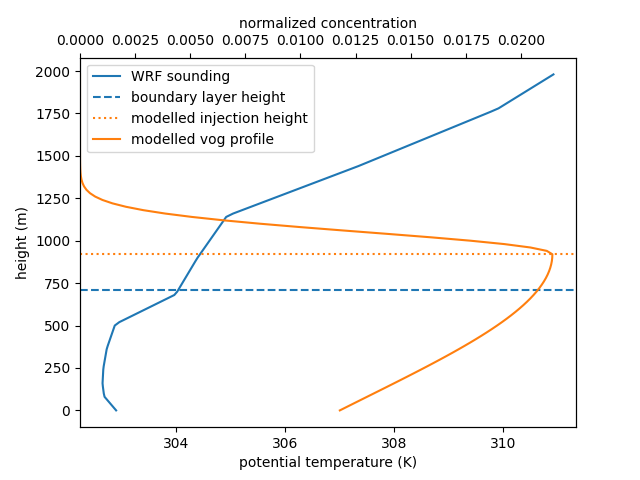 normalized concentration
0.0000 0.0025 0.0050 0.0075 0.0100 0.0125 0.0150 0.0175 0.0200
2000
1750
1500
1250
1000
750
500
250
0
height (m)
WRF sounding
boundary layer height
modelled injection height
modelled vog profile
304 306 308 310
potential temperature (K)